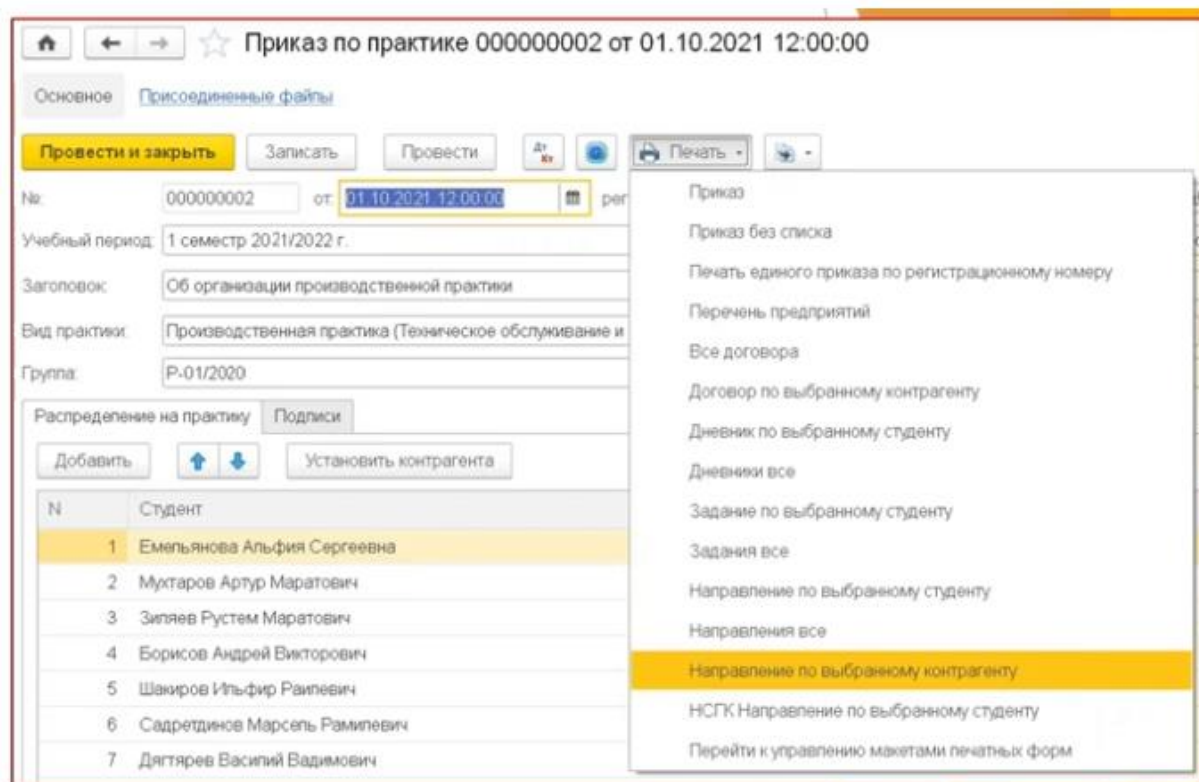 Приказ по практике 000000002 от 01.10.2021 12:00:00
Основное Присоединенные файлы
Провести и закрыть Записать Провести Дт Кт Печать
№: 000000002 от: 01.10.2021 12:00:00 рег
Учебный период: 1 семестр 2021/2022 г.
Заголовок: Об организации производственной практики
Вид практики: Производственная практика (Техническое обслуживание и
Группа: Р-01/2020
Распределение на практику Подписи
Добавить Установить контрагента
N Студент
1 Емельянова Альфия Сергеевна
2 Мухтаров Артур Маратович
3 Зиляев Рустем Маратович
4 Борисов Андрей Викторович
5 Шакиров Ильфир Раилевич
6 Садретдинов Марсель Рамилевич
7 Дягтярев Василий Вадимович
Приказ
Приказ без списка
Печать единого приказа по регистрационному номеру
Перечень предприятий
Все договора
Договор по выбранному контрагенту
Дневник по выбранному студенту
Дневники все
Задание по выбранному студенту
Задания все
Направление по выбранному студенту
Направления все
Направление по выбранному контрагенту
НСГК Направление по выбранному студенту
Перейти к управлению макетами печатных форм